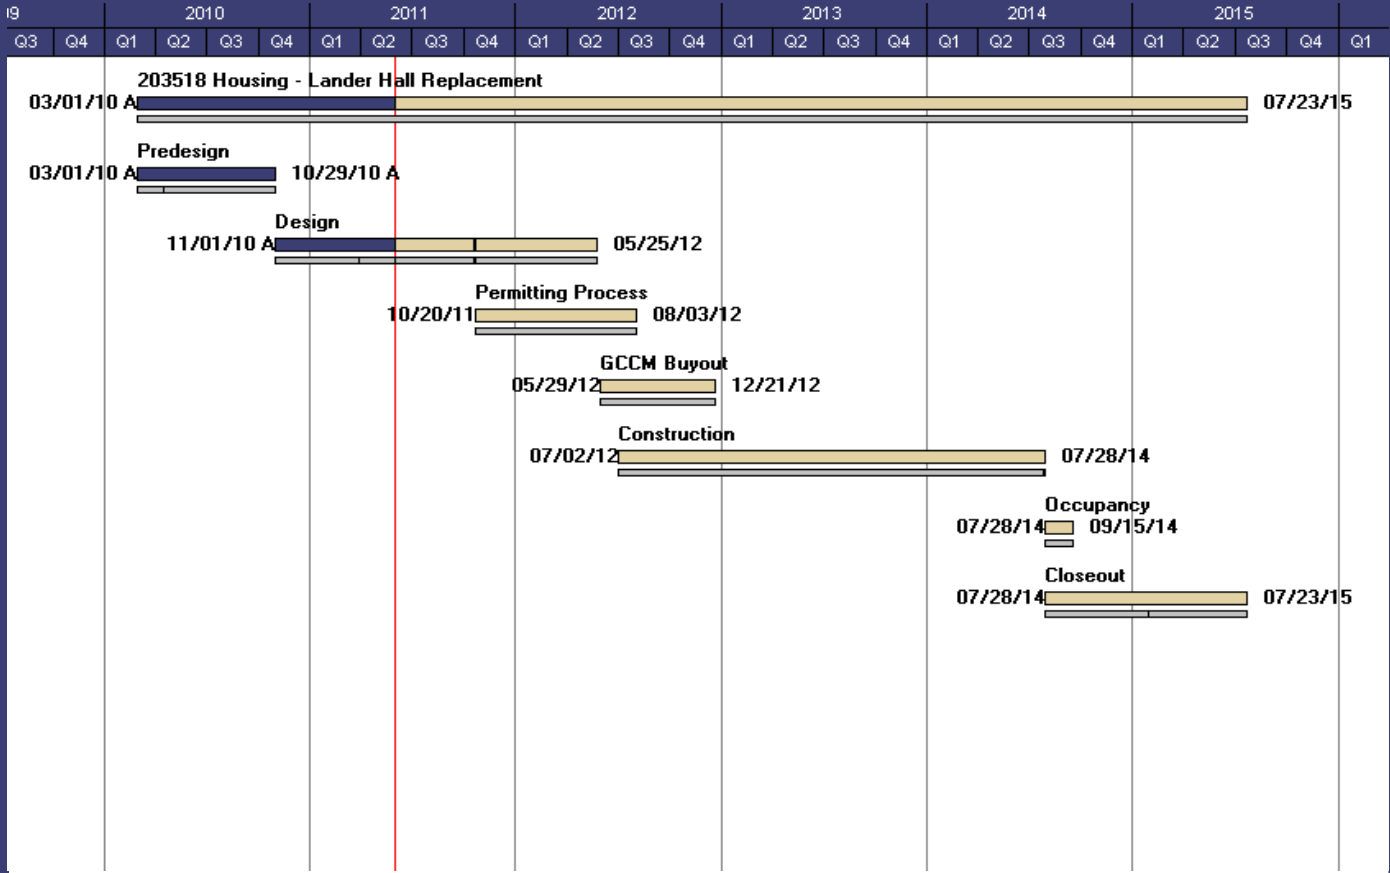 09 2010 2011 2012 2013 2014 2015
Q3 Q4 Q1 Q2 Q3 Q4 Q1 Q2 Q3 Q4 Q1 Q2 Q3 Q4 Q1 Q2 Q3 Q4 Q1 Q2 Q3 Q4 Q1 Q2 Q3 Q4 Q1
203518 Housing - Lander Hall Replacement
03/01/10 A 07/23/15
Predesign
03/01/10 A 10/29/10 A
Design
11/01/10 A 05/25/12
Permitting Process
10/20/11 08/03/12
GCCM Buyout
05/29/12 12/21/12
Construction
07/02/12 07/28/14
Occupancy
07/28/14 09/15/14
Closeout
07/28/14 07/23/15